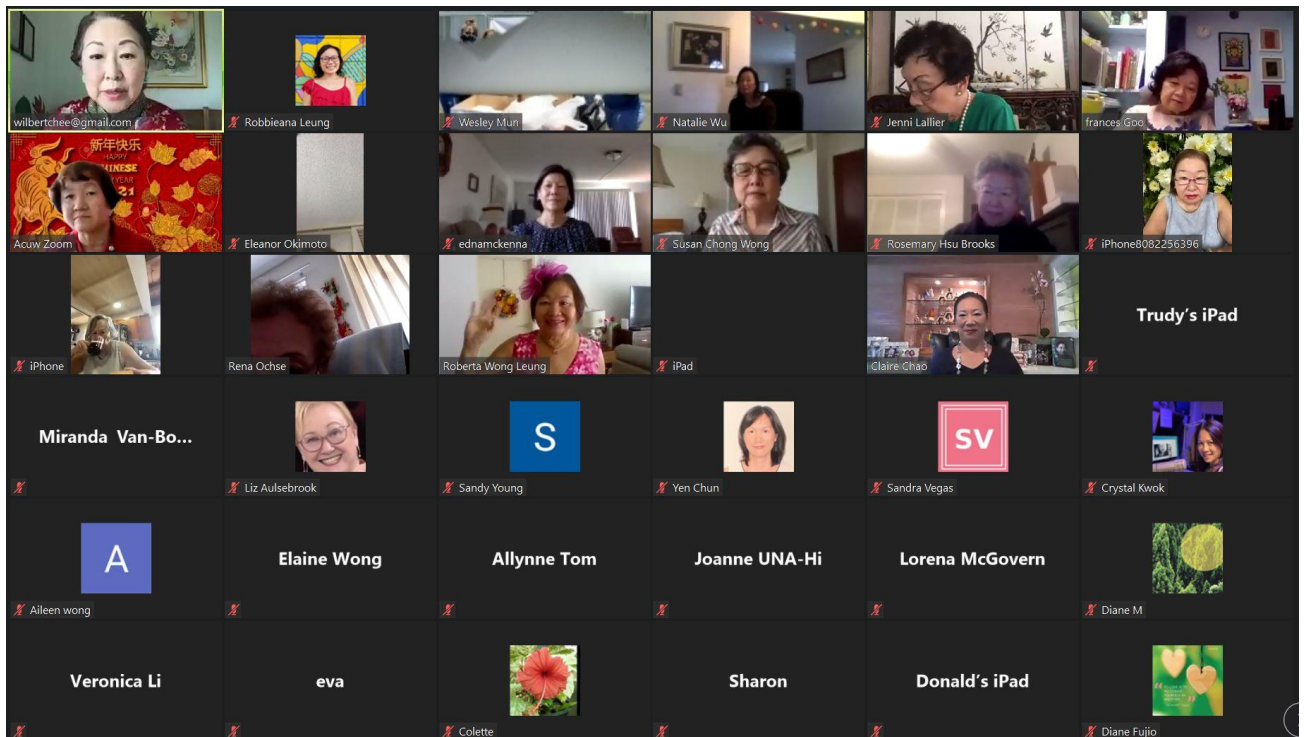 wilbertchee@gmail.com
Robbieana Leung
Wesley Mun
Natalie Wu
Jenni Lallier
frances Goo
新年快乐
HAPPY
CHINESE
YEAR
21
Acuw Zoom
Eleanor Okimoto
ednamckenna
Susan Chong Wong
Rosemary Hsu Brooks
iPhone8082256396
iPhone
Rena Ochse
Roberta Wong Leung
iPad
Claire Chao
Trudy's iPad
Miranda Van-Bo...
Liz Aulsebrook
S
Sandy Young
Yen Chun
SV
Sandra Vegas
Crystal Kwok
A
Aileen wong
Elaine Wong
Allynne Tom
Joanne UNA-Hi
Lorena McGovern
Diane M
Veronica Li
eva
Colette
Sharon
Donald's iPad
Diane Fujio